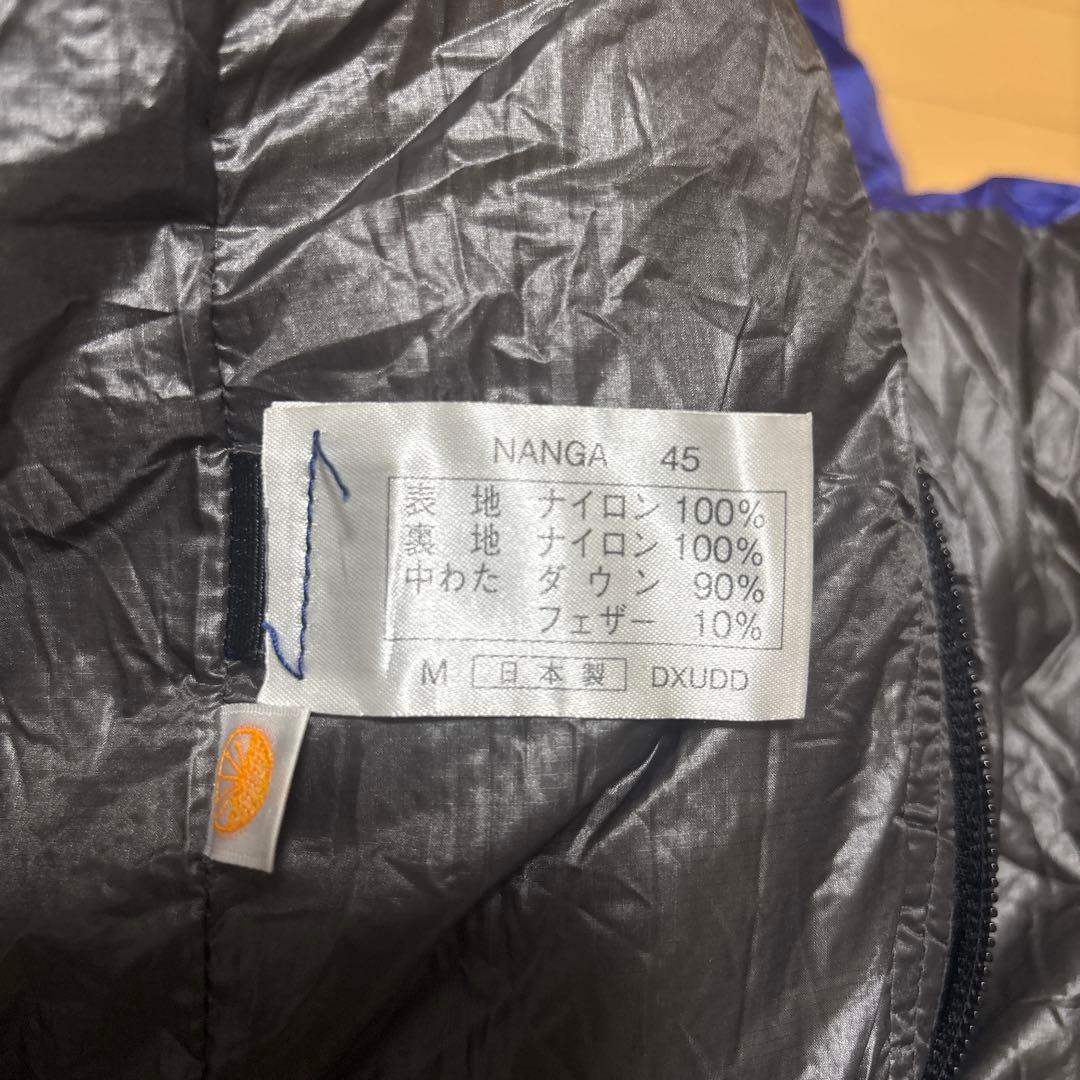 NANGA 45
表 地 ナイロン 100%
裏 地 ナイロン 100%
中わた ダ ウ ン 90%
フェザー 10%
M 日 本 製 DXUDD